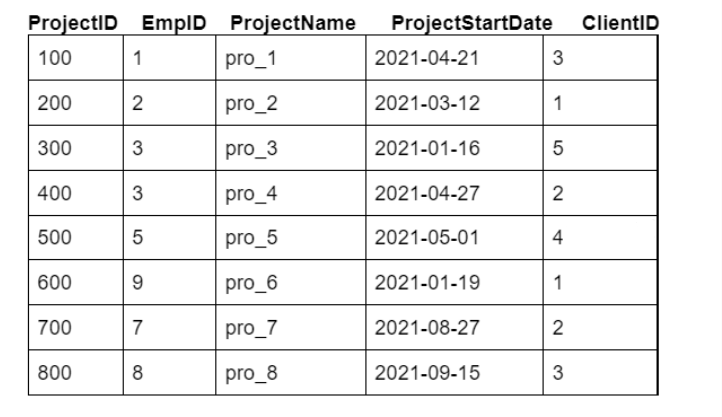 ProjectID EmpID ProjectName ProjectStartDate ClientID
100 1 pro_1 2021-04-21 3
200 2 pro_2 2021-03-12 1
300 3 pro_3 2021-01-16 5
400 3 pro_4 2021-04-27 2
500 5 pro_5 2021-05-01 4
600 9 pro_6 2021-01-19 1
700 7 pro_7 2021-08-27 2
800 8 pro_8 2021-09-15 3